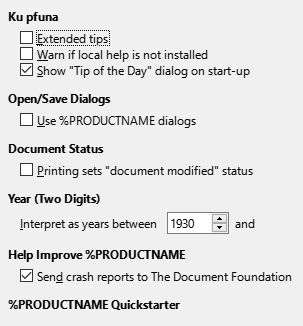 Ku pfuna
Extended tips
Warn if local help is not installed
Show "Tip of the Day" dialog on start-up
Open/Save Dialogs
Use %PRODUCTNAME dialogs
Document Status
Printing sets "document modified" status
Year (Two Digits)
Interpret as years between 1930 and
Help Improve %PRODUCTNAME
Send crash reports to The Document Foundation
%PRODUCTNAME Quickstarter